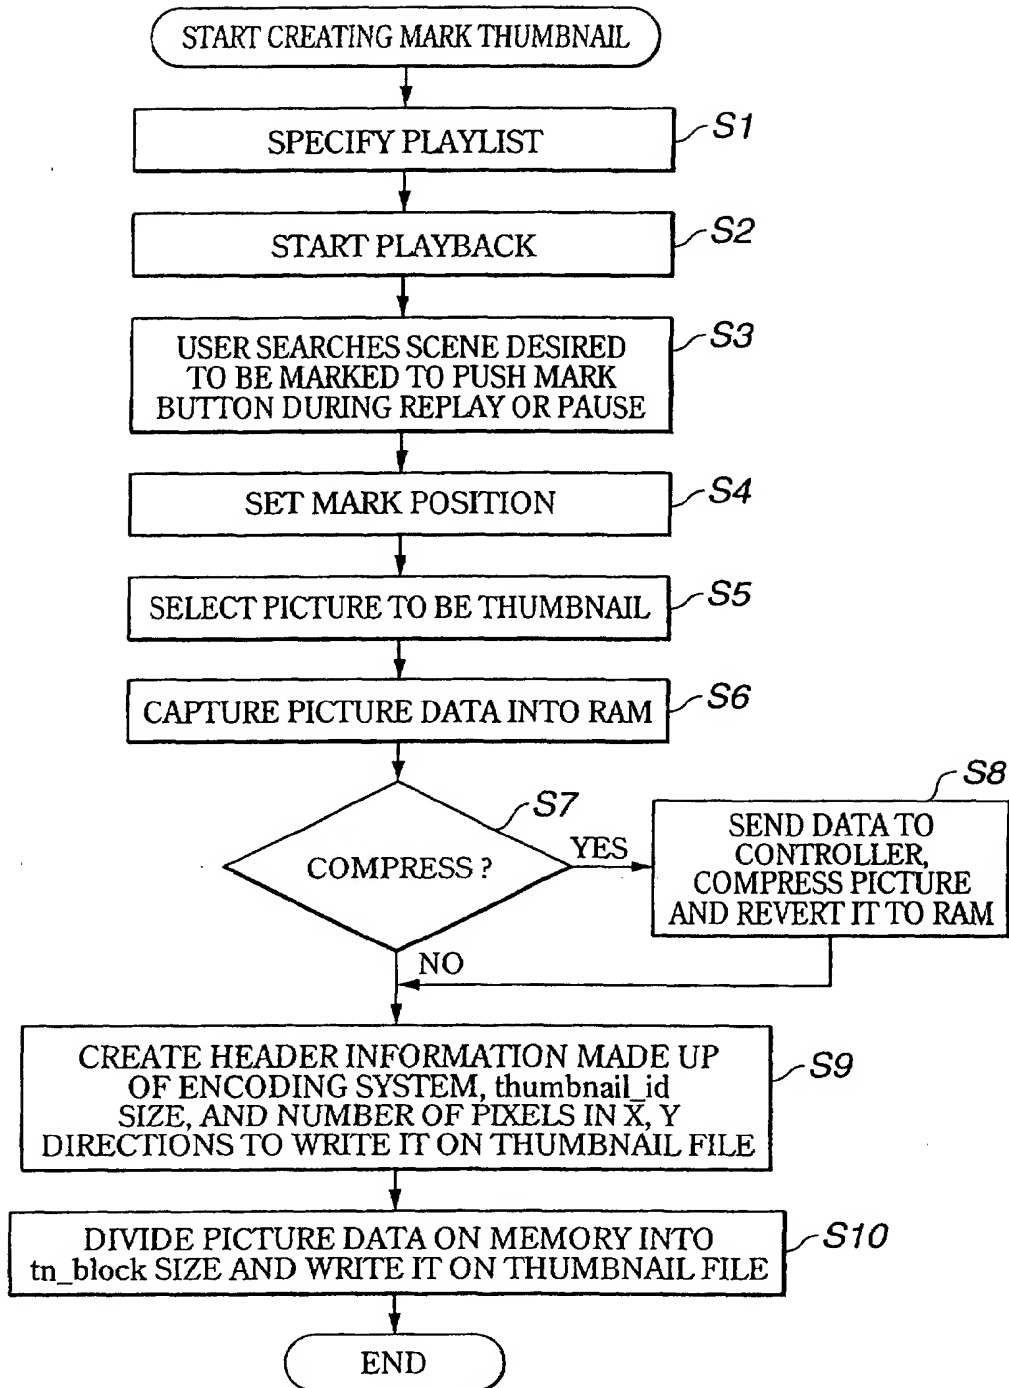 START CREATING MARK THUMBNAIL
SPECIFY PLAYLIST
S1
START PLAYBACK
S2
USER SEARCHES SCENE DESIRED
TO BE MARKED TO PUSH MARK
BUTTON DURING REPLAY OR PAUSE
S3
SET MARK POSITION
S4
SELECT PICTURE TO BE THUMBNAIL
S5
CAPTURE PICTURE DATA INTO RAM
S6
COMPRESS ?
S7
YES
SEND DATA TO
CONTROLLER,
COMPRESS PICTURE
AND REVERT IT TO RAM
S8
NO
CREATE HEADER INFORMATION MADE UP
OF ENCODING SYSTEM, thumbnail_id
SIZE, AND NUMBER OF PIXELS IN X, Y
DIRECTIONS TO WRITE IT ON THUMBNAIL FILE
S9
DIVIDE PICTURE DATA ON MEMORY INTO
tn_block SIZE AND WRITE IT ON THUMBNAIL FILE
S10
END